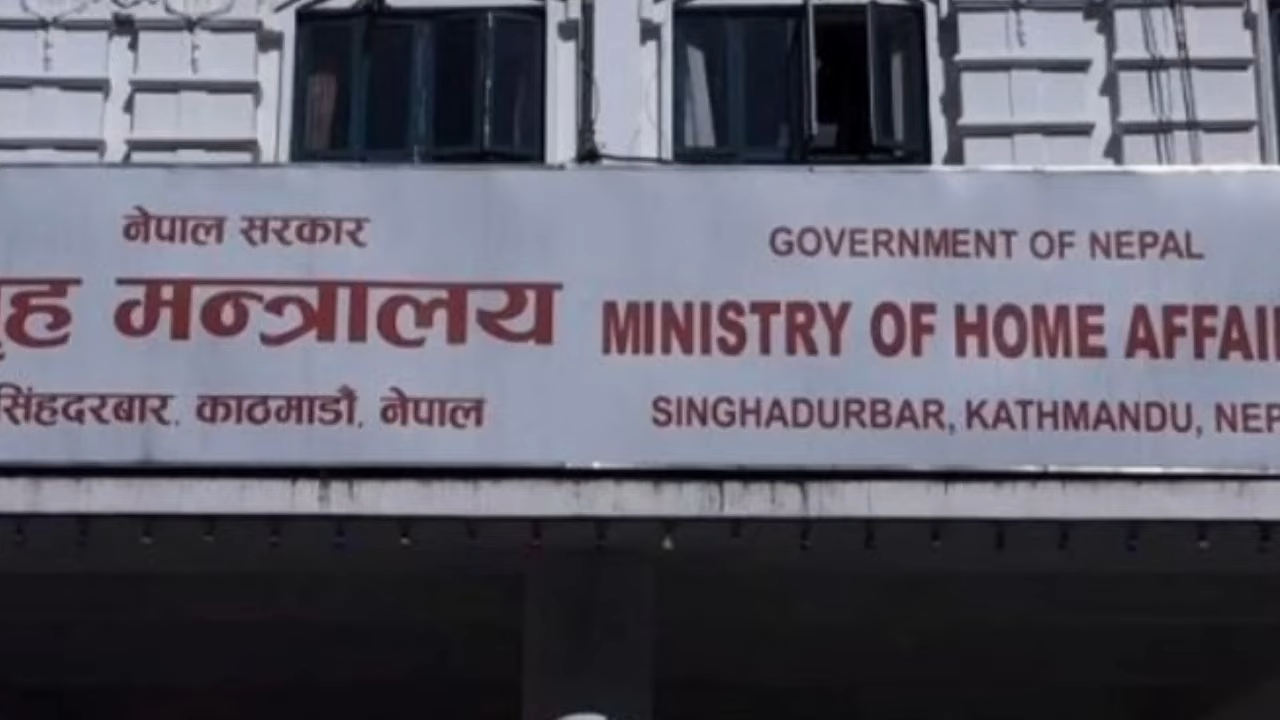 नेपाल सरकार
गृह मन्त्रालय
सिंहदरबार, काठमाडौं, नेपाल
GOVERNMENT OF NEPAL
MINISTRY OF HOME AFFAI
SINGHADURBAR, KATHMANDU, NEP